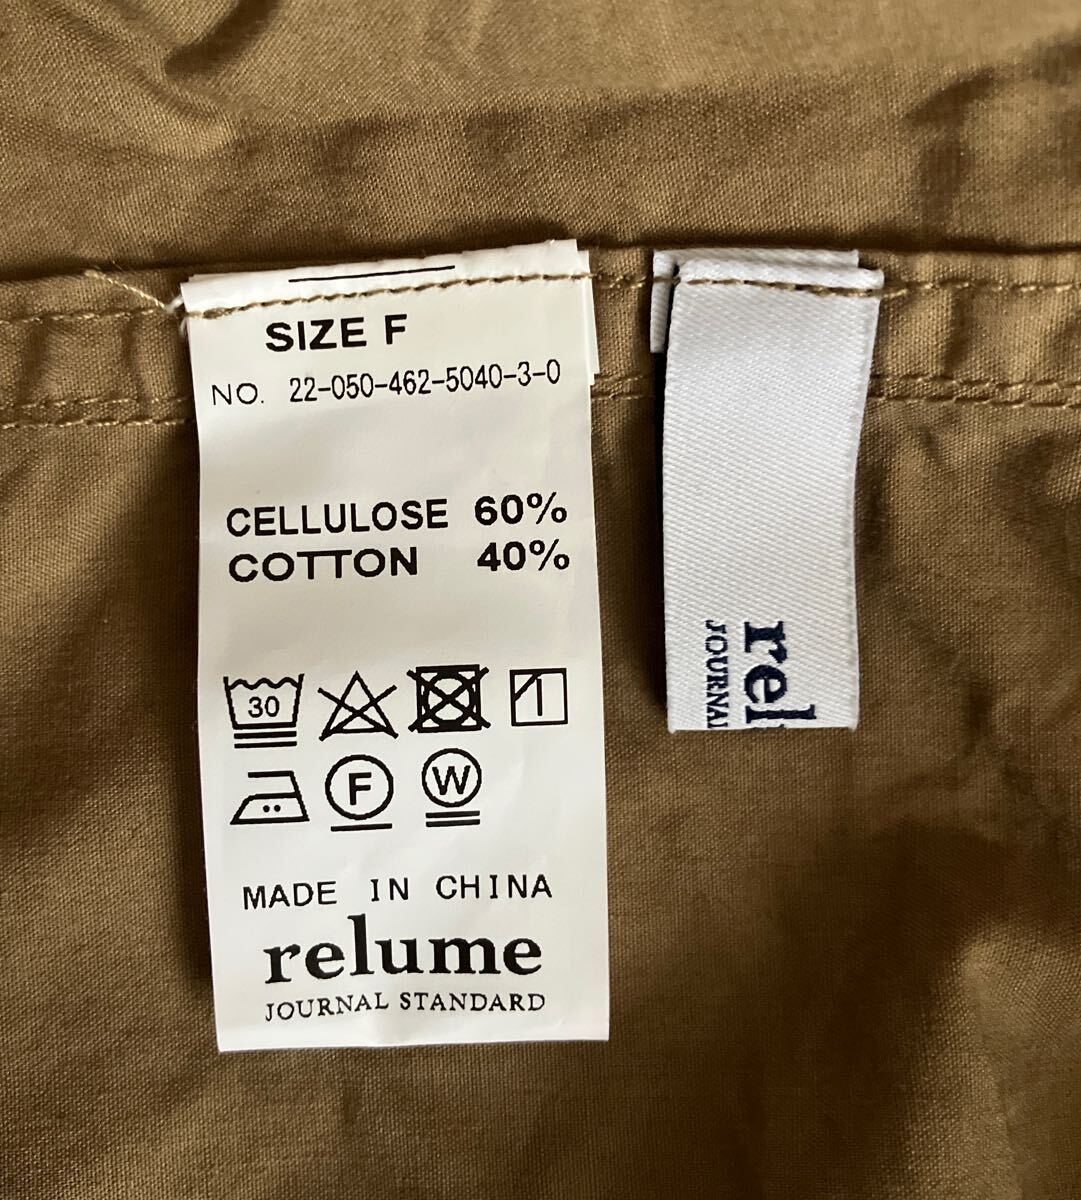 SIZE F
NO. 22-050-462-5040-3-0
CELLULOSE 60%
COTTON 40%
30
F
W
MADE IN CHINA
relume
JOURNAL STANDARD
rel
JOURNAL